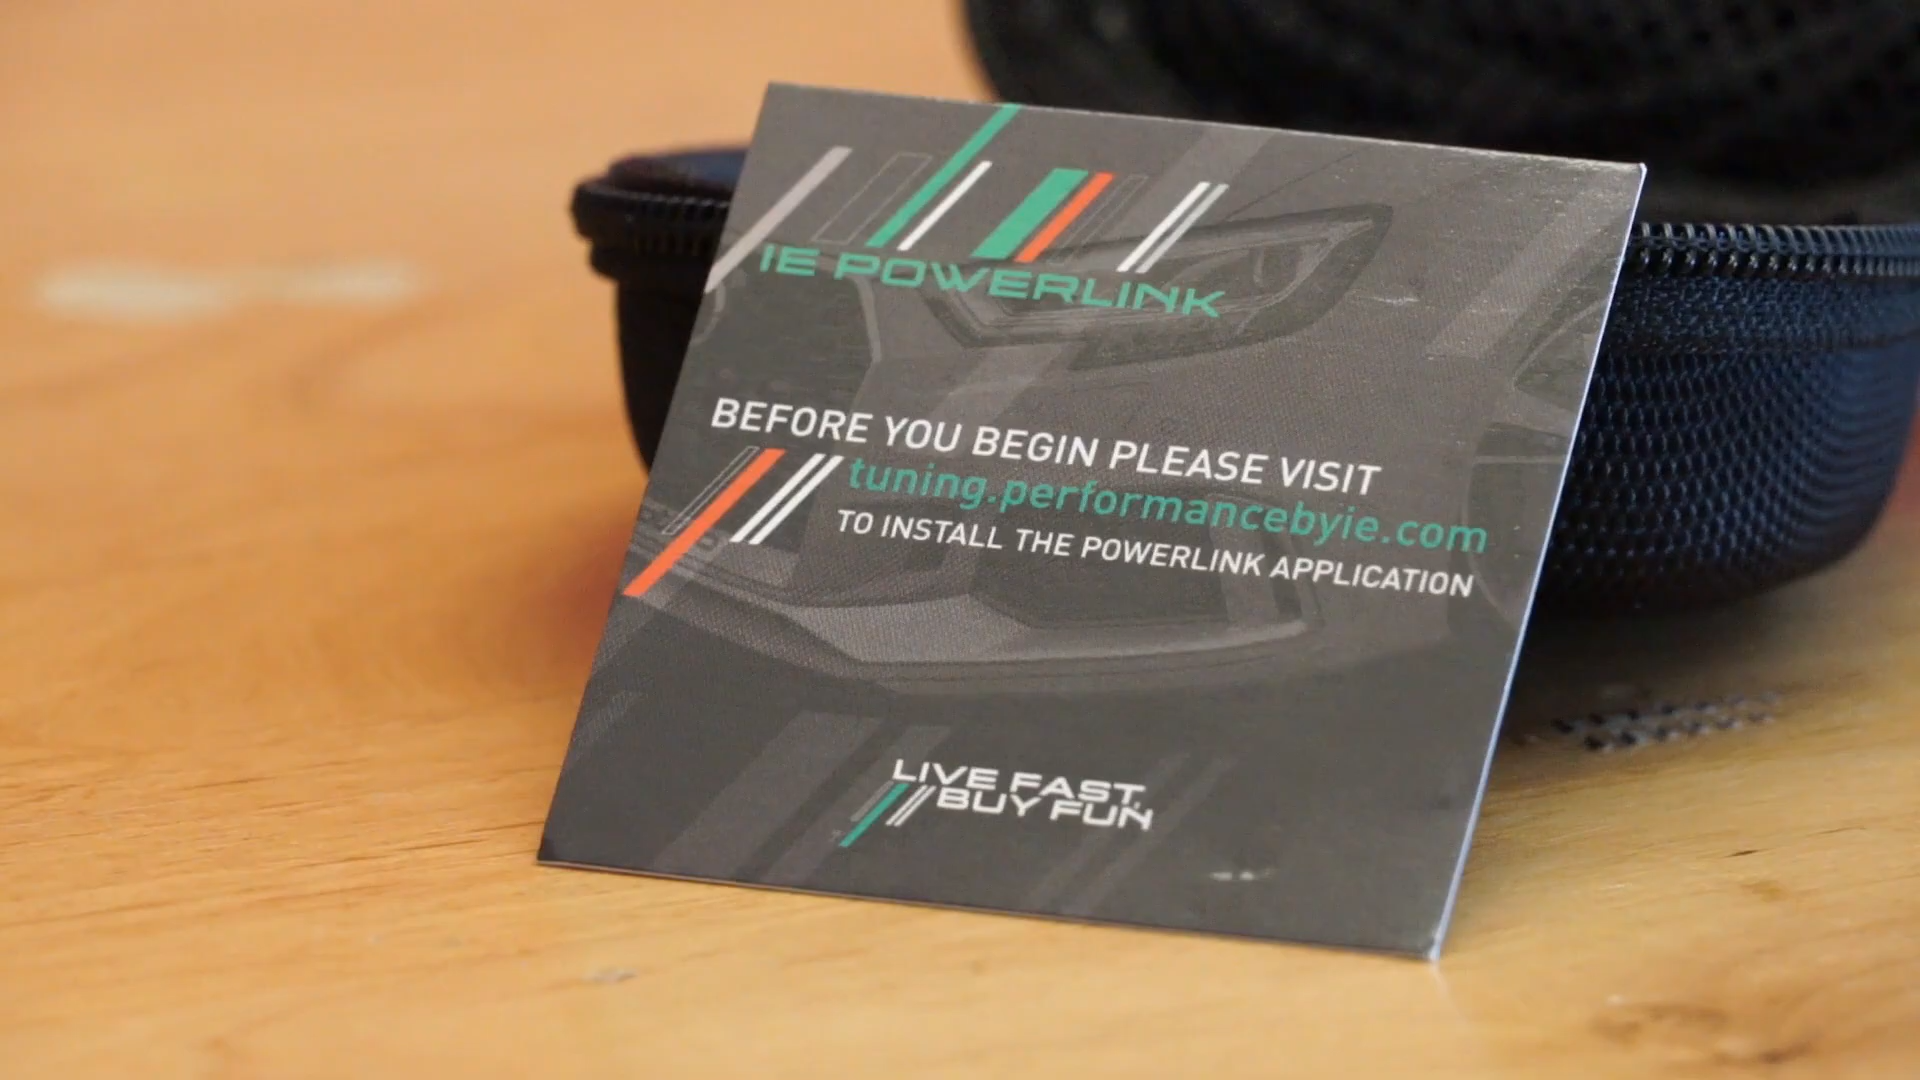 IE POWERLINK
BEFORE YOU BEGIN PLEASE VISIT
tuning.performancebyie.com
TO INSTALL THE POWERLINK APPLICATION
LIVE FAST,
BUY FUN